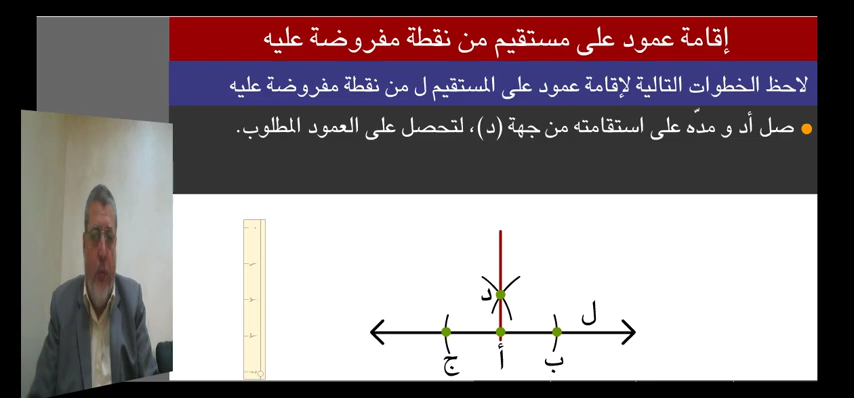 إقامة عمود على مستقيم من نقطة مفروضة عليه
لاحظ الخطوات التالية لإقامة عمود على المستقيم ل من نقطة مفروضة عليه
صل أد و مدّه على استقامته من جهة (د)، لتحصل على العمود المطلوب.
د
ل
ب
أ
ج